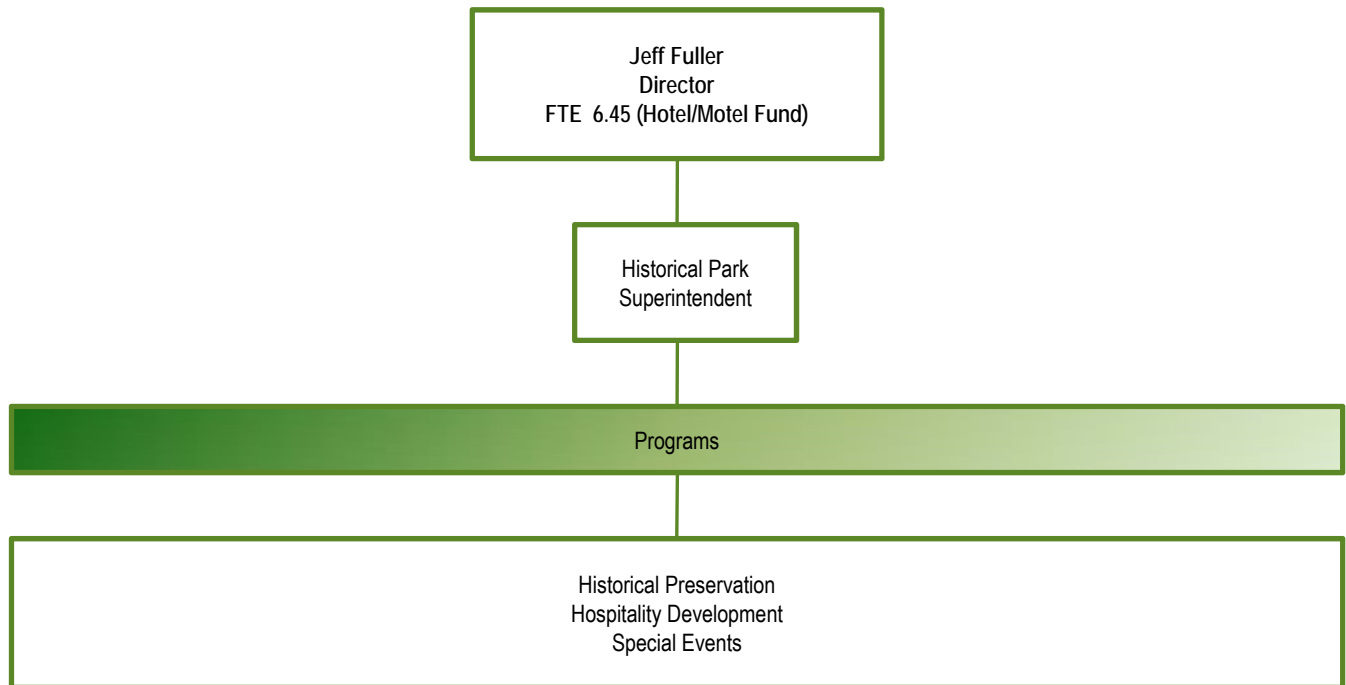 Jeff Fuller
Director
FTE 6.45 (Hotel/Motel Fund)
Historical Park
Superintendent
Programs
Historical Preservation
Hospitality Development
Special Events